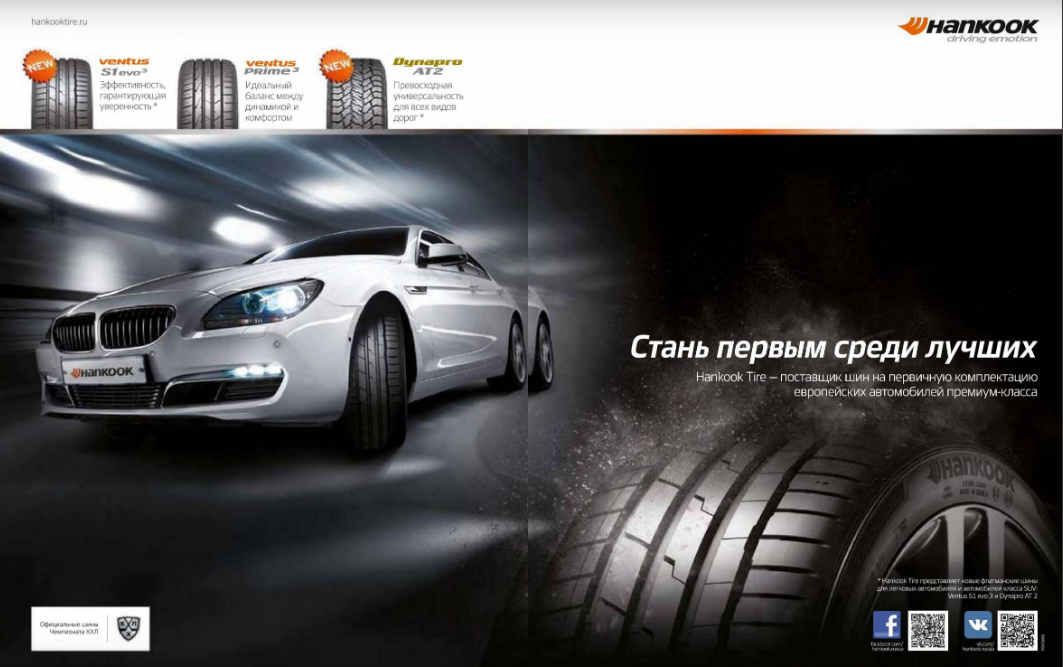 hankooktire.ru
HANKOOK
driving emotion
NEW
ventus
S1 evo³
Эффективность,
гарантирующая
уверенность *
ventus
PRIME³
Идеальный
баланс между
динамикой и
комфортом
NEW
Dynapro
AT2
Превосходная
универсальность
для всех видов
дорог *
HANKOOK
Стань первым среди лучших
Hankook Tire – поставщик шин на первичную комплектацию
европейских автомобилей премиум-класса
HANKOOK
* Hankook Tire представляет новые флагманские шины
для легковых автомобилей и автомобилей класса SUV:
Ventus S1 evo 3 и Dynapro AT 2
Официальные шины
Чемпионата КХЛ
КХЛ
facebook.com/
hankook.russia
vk.com/
hankook.russia